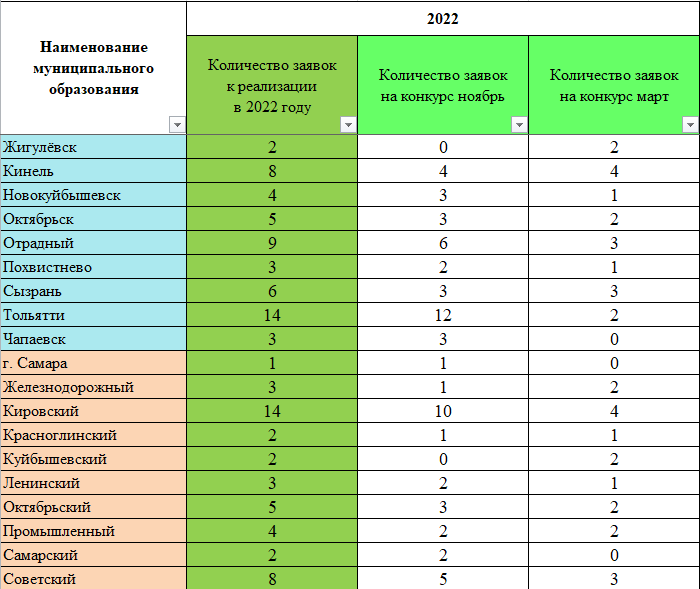 2022
Наименование
муниципального
образования
Количество заявок
к реализации
в 2022 году
Количество заявок
на конкурс ноябрь
Количество заявок
на конкурс март
Жигулёвск 2 0 2
Кинель 8 4 4
Новокуйбышевск 4 3 1
Октябрьск 5 3 2
Отрадный 9 6 3
Похвистнево 3 2 1
Сызрань 6 3 3
Тольятти 14 12 2
Чапаевск 3 3 0
г. Самара 1 1 0
Железнодорожный 3 1 2
Кировский 14 10 4
Красноглинский 2 1 1
Куйбышевский 2 0 2
Ленинский 3 2 1
Октябрьский 5 3 2
Промышленный 4 2 2
Самарский 2 2 0
Советский 8 5 3